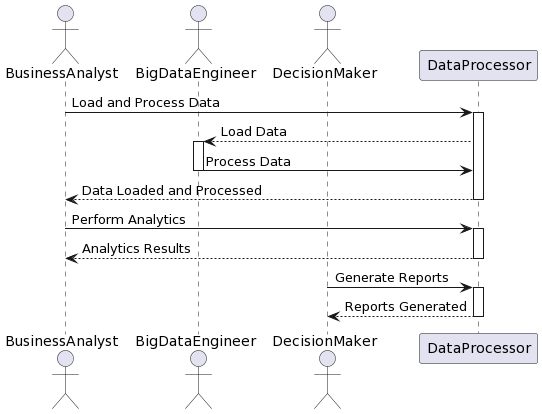 BusinessAnalyst BigDataEngineer DecisionMaker DataProcessor
Load and Process Data
Load Data
Process Data
Data Loaded and Processed
Perform Analytics
Analytics Results
Generate Reports
Reports Generated
BusinessAnalyst BigDataEngineer DecisionMaker DataProcessor